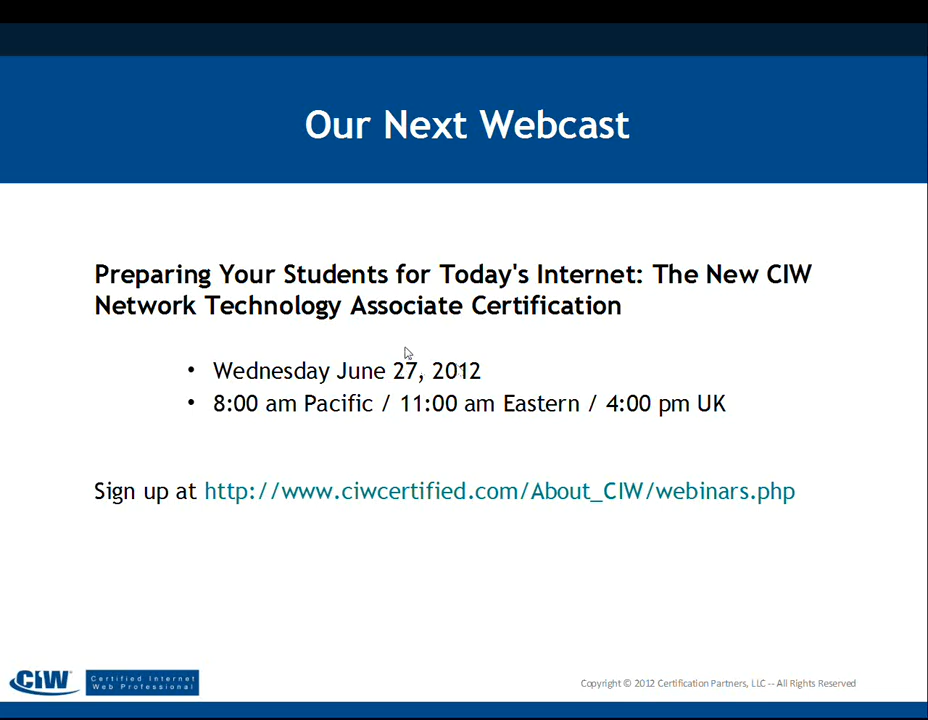 Our Next Webcast
Preparing Your Students for Today's Internet: The New CIW
Network Technology Associate Certification
• Wednesday June 27, 2012
• 8:00 am Pacific / 11:00 am Eastern / 4:00 pm UK
Sign up at http://www.ciwcertified.com/About_CIW/webinars.php
CIW
Certified Internet
Web Professional
Copyright © 2012 Certification Partners, LLC -- All Rights Reserved